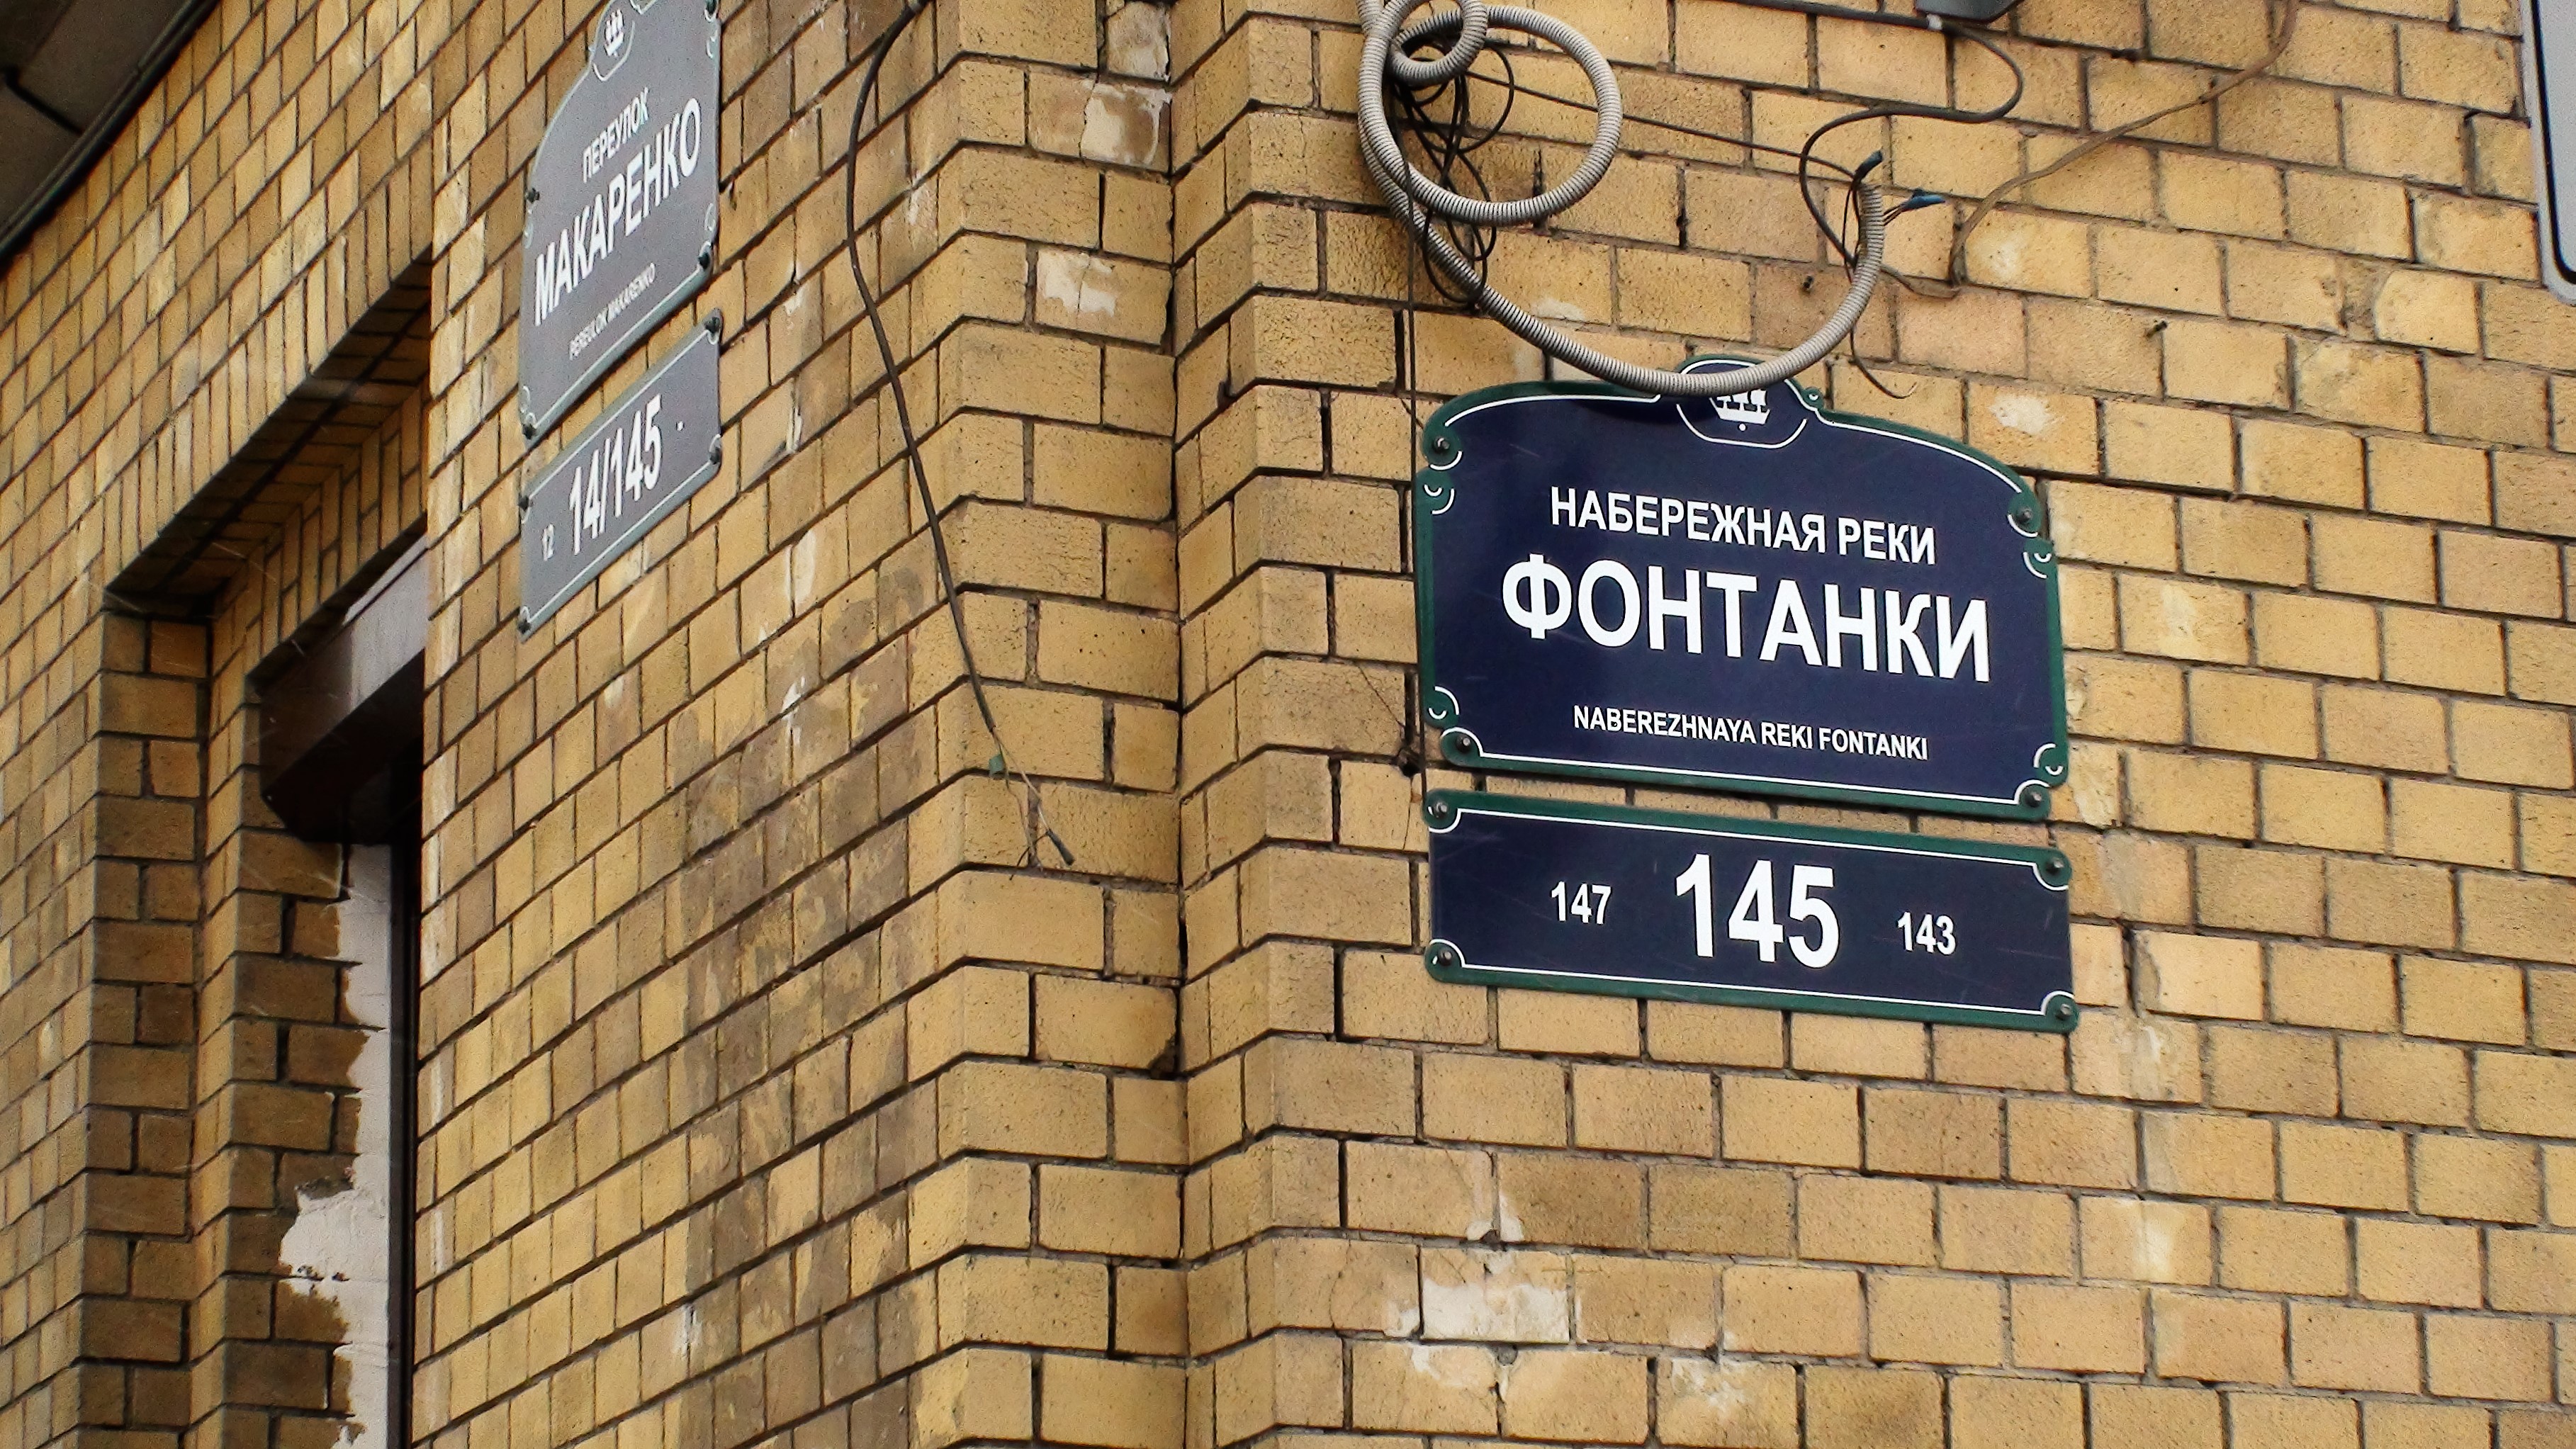 ПЕРЕУЛОК
МАКАРЕНКО
PEREULOK MAKARENKO
12 14/145
НАБЕРЕЖНАЯ РЕКИ
ФОНТАНКИ
NABEREZHNAYA REKI FONTANKI
147 145 143